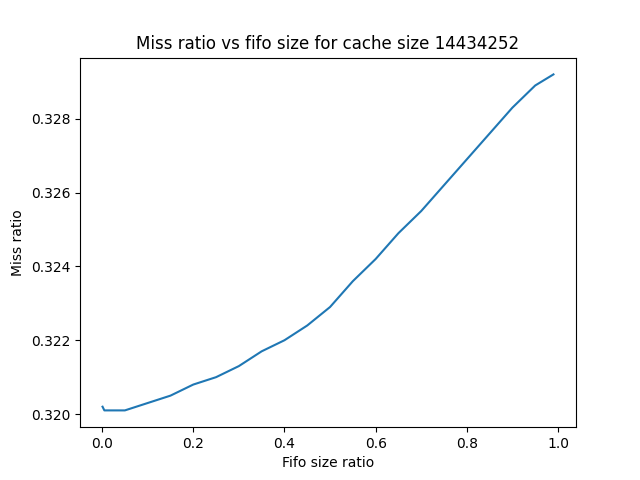 Miss ratio vs fifo size for cache size 14434252
0.328
0.326
0.324
0.322
0.320
Miss ratio
0.0 0.2 0.4 0.6 0.8 1.0
Fifo size ratio